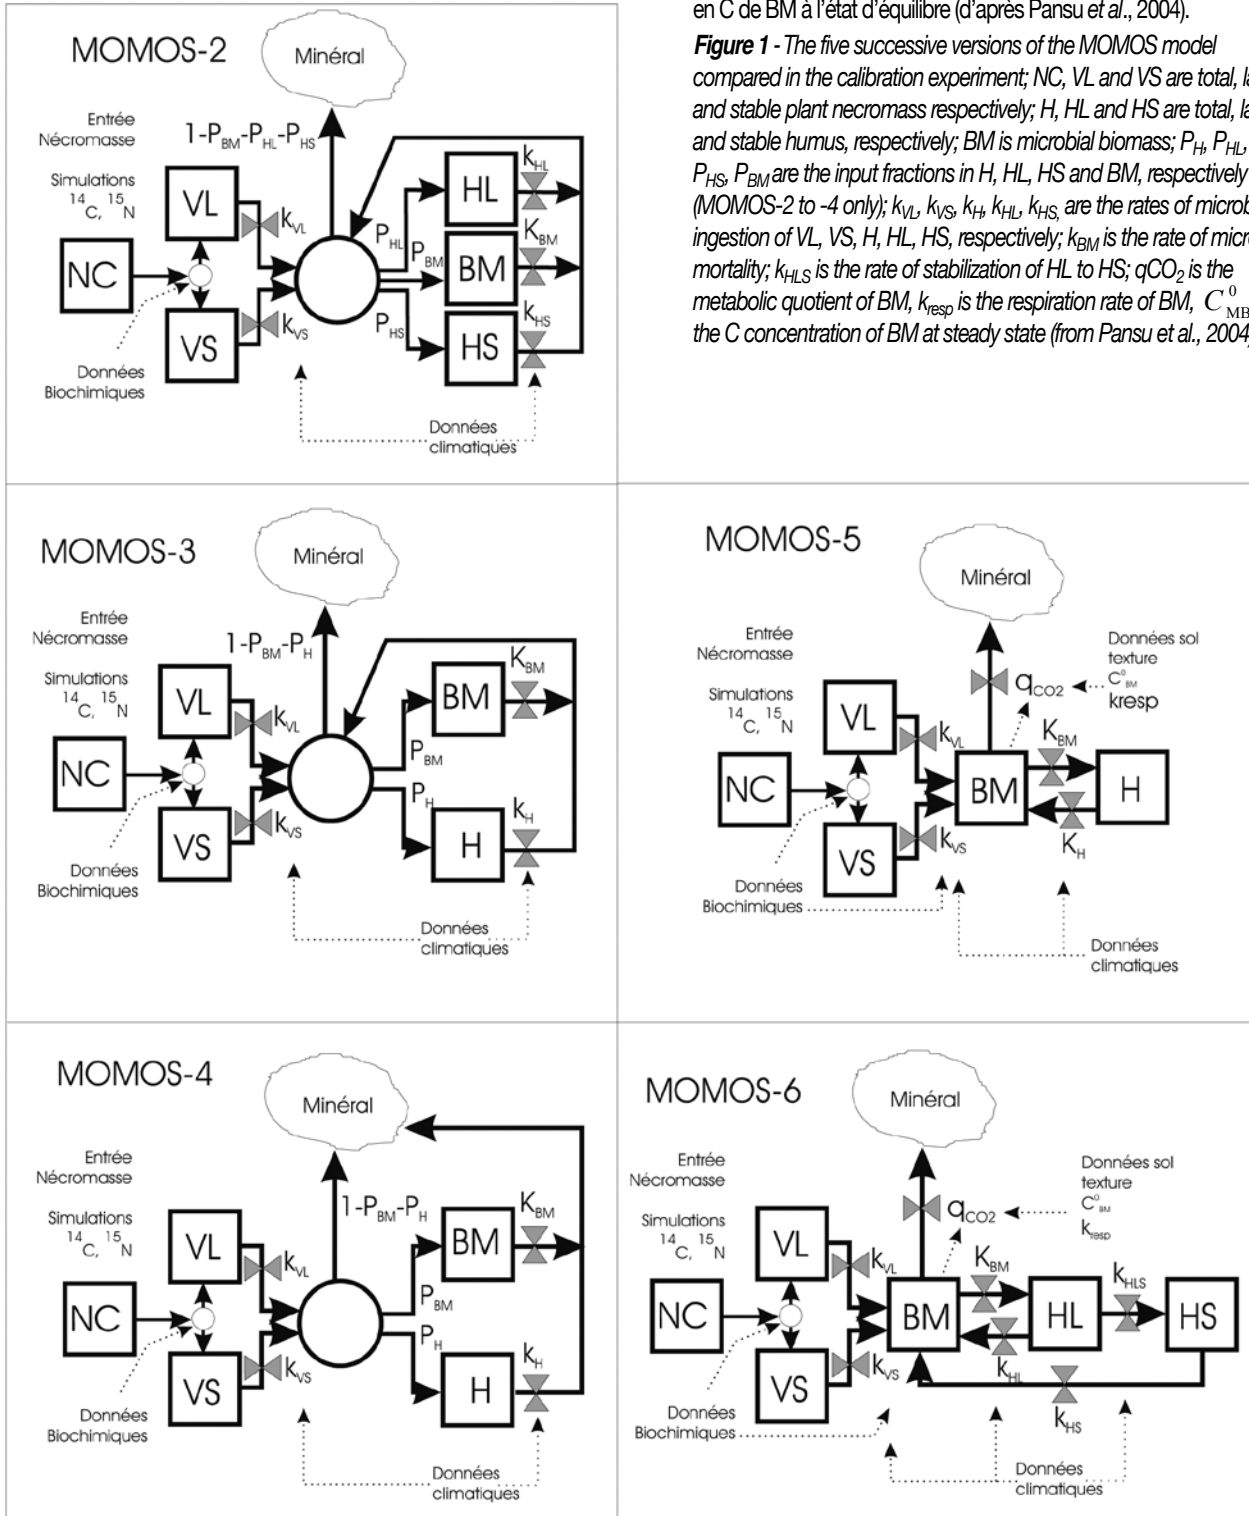 en C de BM à l'état d'équilibre (d'après Pansu et al., 2004).
Figure 1 - The five successive versions of the MOMOS model
compared in the calibration experiment; NC, VL and VS are total,
and stable plant necromass respectively; H, HL and HS are total,
and stable humus, respectively; BM is microbial biomass; P_H, P_HL,
P_HS, P_BM are the input fractions in H, HL, HS and BM, respectively
(MOMOS-2 to -4 only); k_VL, k_VS, k_H, k_HL, k_HS, are the rates of
ingestion of VL, VS, H, HL, HS, respectively; k_BM is the rate of
mortality; k_HLS is the rate of stabilization of HL to HS; qCO2 is the
metabolic quotient of BM, k_resp is the respiration rate of BM, C^0_MB
the C concentration of BM at steady state (from Pansu et al., 2004
MOMOS-2
Minéral
Entrée
Nécromasse
1-P_BM-P_HL-P_HS
Simulations
14C, 15N
NC
VL
VS
k_VL
k_VS
P_HL
P_BM
P_HS
HL
BM
HS
k_HL
K_BM
k_HS
Données
Biochimiques
Données
climatiques
MOMOS-3
Minéral
Entrée
Nécromasse
1-P_BM-P_H
Simulations
14C, 15N
NC
VL
VS
k_VL
k_VS
P_BM
P_H
BM
H
K_BM
k_H
Données
Biochimiques
Données
climatiques
MOMOS-5
Minéral
Entrée
Nécromasse
Simulations
14C, 15N
Données sol
texture
C^0_BM
kresp
q_CO2
NC
VL
VS
k_VL
k_VS
BM
K_BM
K_H
H
Données
Biochimiques
Données
climatiques
MOMOS-4
Minéral
Entrée
Nécromasse
1-P_BM-P_H
Simulations
14C, 15N
NC
VL
VS
k_VL
k_VS
P_BM
P_H
BM
H
K_BM
k_H
Données
Biochimiques
Données
climatiques
MOMOS-6
Minéral
Entrée
Nécromasse
Simulations
14C, 15N
Données sol
texture
C^0_BM
k_resp
q_CO2
NC
VL
VS
k_VL
k_VS
BM
K_BM
k_HL
HL
k_HLS
HS
k_HS
Données
Biochimiques
Données
climatiques